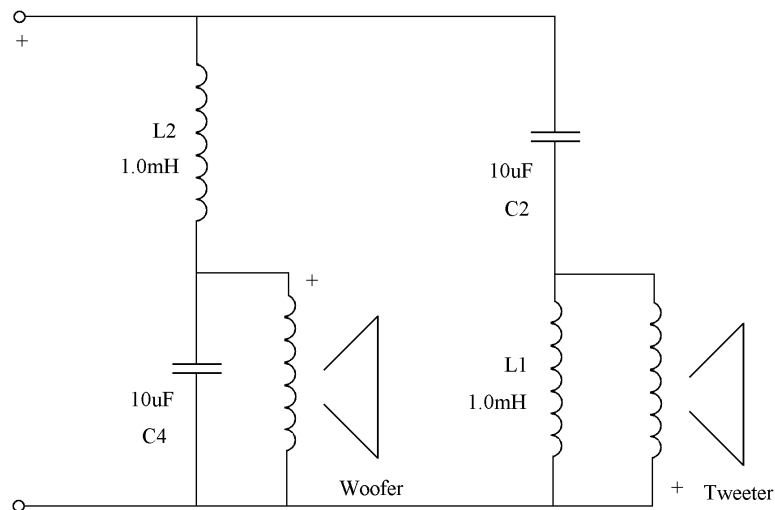 +
L2
1.0mH
10uF
C2
+
10uF
C4
L1
1.0mH
Woofer
+ Tweeter